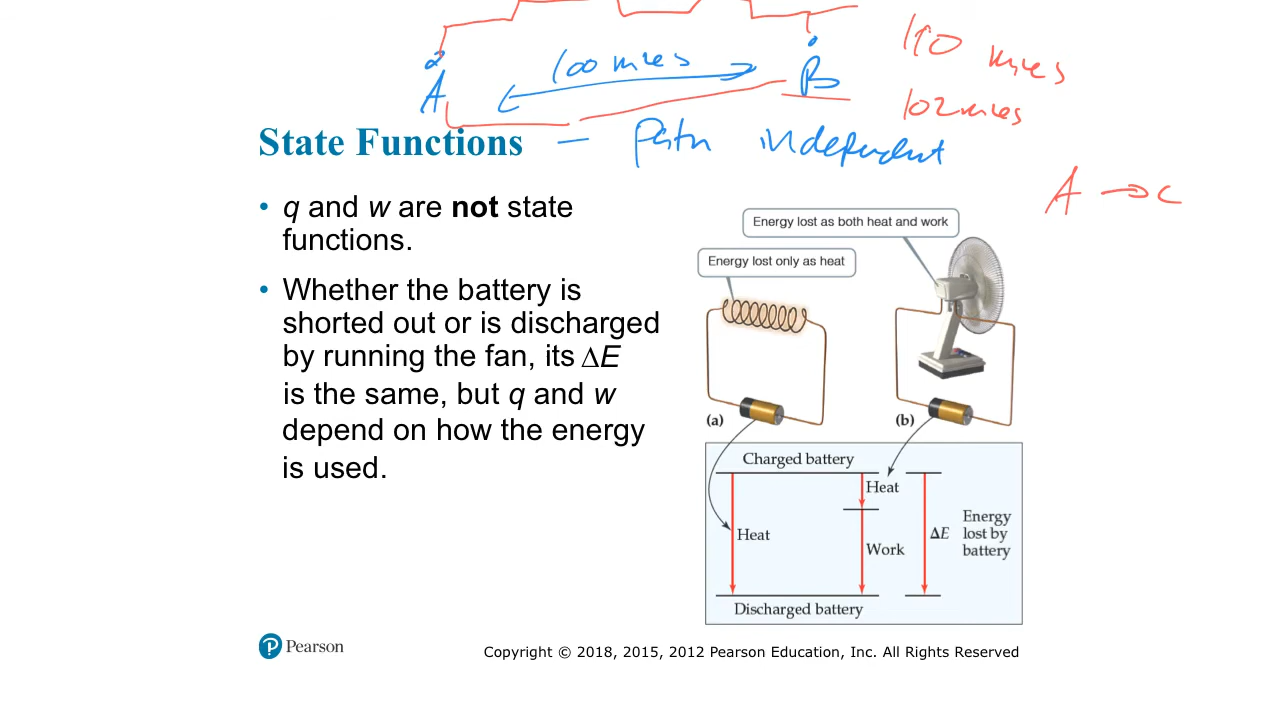 110 miles
100 miles
A
B
102 miles
State Functions — path independent
A → C
• q and w are not state
functions.
• Whether the battery is
shorted out or is discharged
by running the fan, its ΔE
is the same, but q and w
depend on how the energy
is used.
Energy lost as both heat and work
Energy lost only as heat
(a)
(b)
Charged battery
Heat
Heat
Work
ΔE
Energy
lost by
battery
Discharged battery
P Pearson
Copyright © 2018, 2015, 2012 Pearson Education, Inc. All Rights Reserved